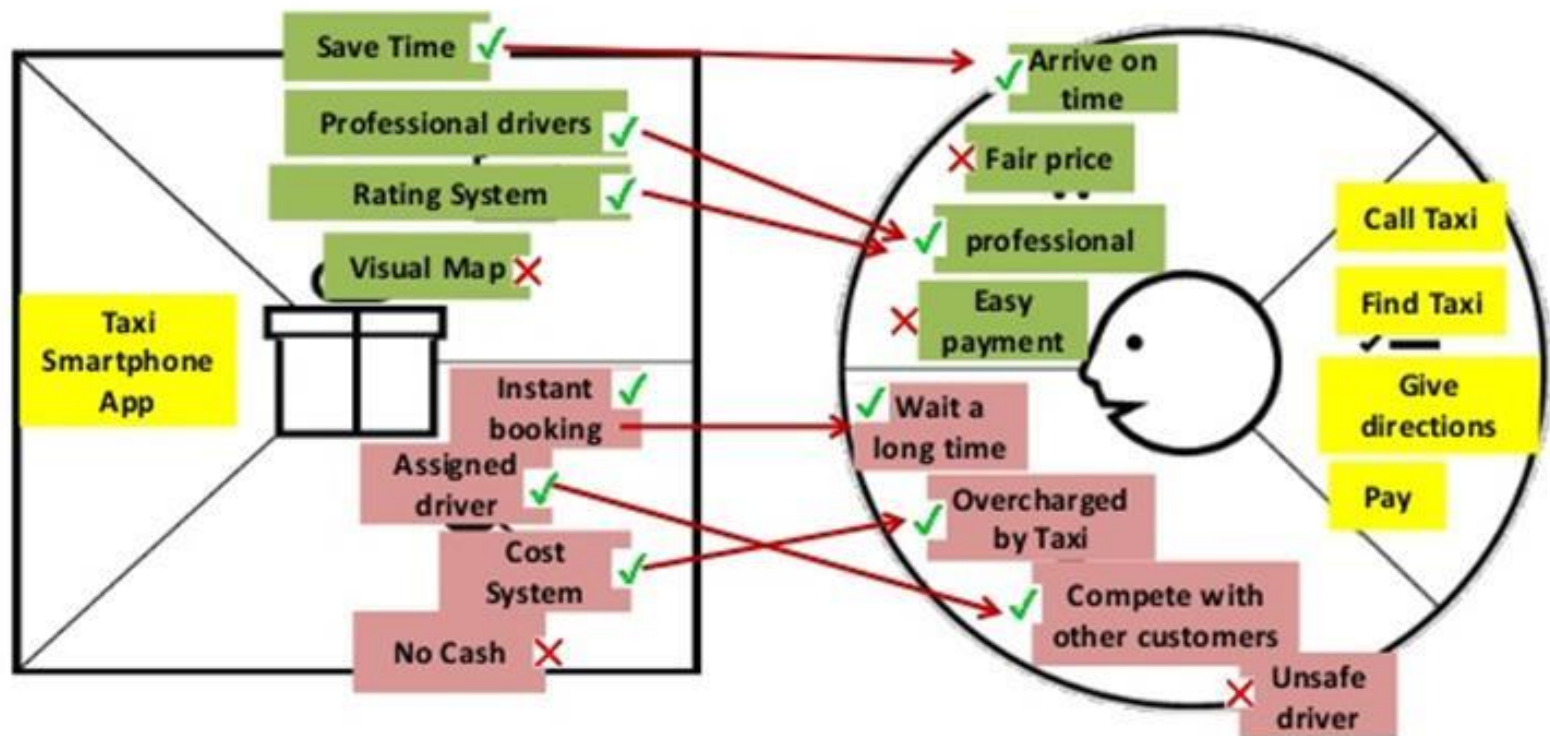 Save Time
Professional drivers
Rating System
Visual Map
Taxi
Smartphone
App
Instant
booking
Assigned
driver
Cost
System
No Cash
Arrive on
time
Fair price
professional
Easy
payment
Wait a
long time
Overcharged
by Taxi
Compete with
other customers
Unsafe
driver
Call Taxi
Find Taxi
Give
directions
Pay